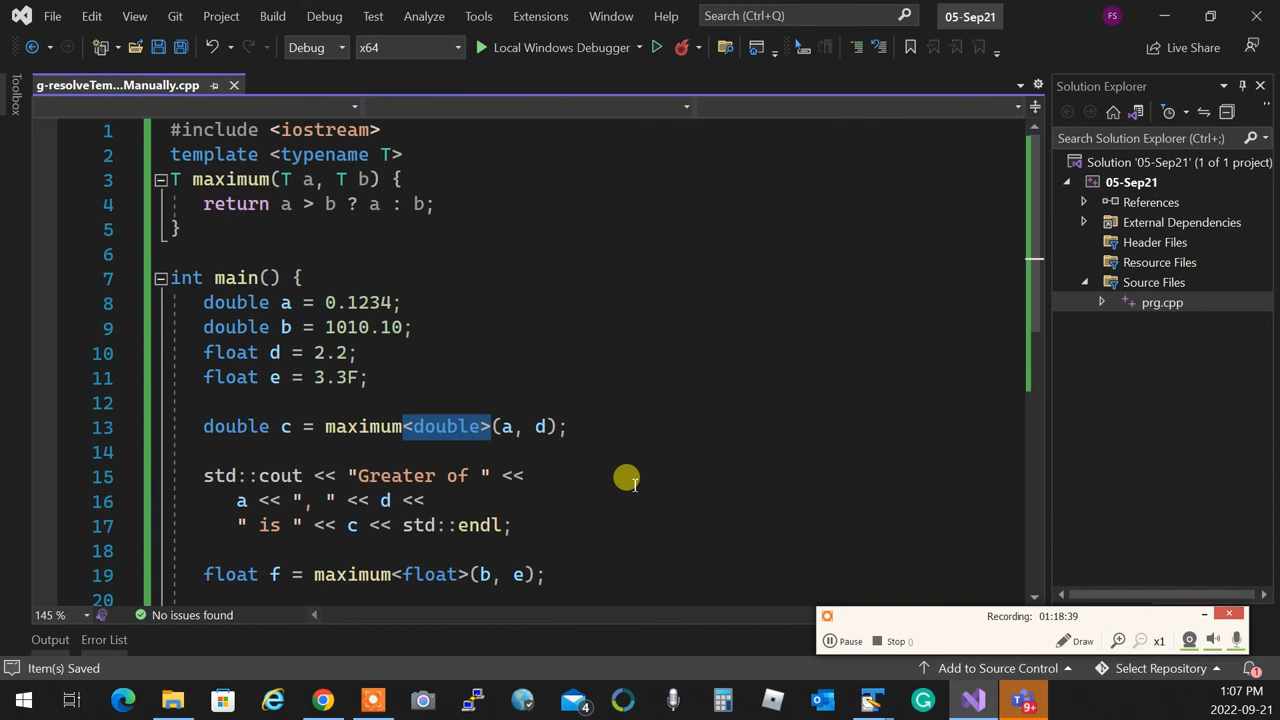 File Edit View Git Project Build Debug Test Analyze Tools Extensions Window Help Search (Ctrl+Q) 05-Sep21 FS
Debug x64 Local Windows Debugger Live Share
g-resolveTem...Manually.cpp
Toolbox
1 #include <iostream>
2 template <typename T>
3 T maximum(T a, T b) {
4 return a > b ? a : b;
5 }
6
7 int main() {
8 double a = 0.1234;
9 double b = 1010.10;
10 float d = 2.2;
11 float e = 3.3F;
12
13 double c = maximum<double>(a, d);
14
15 std::cout << "Greater of " <<
16 a << ", " << d <<
17 " is " << c << std::endl;
18
19 float f = maximum<float>(b, e);
20
Solution Explorer
Search Solution Explorer (Ctrl+;)
Solution '05-Sep21' (1 of 1 project)
05-Sep21
References
External Dependencies
Header Files
Resource Files
Source Files
prg.cpp
145 % No issues found
Recording: 01:18:39
Pause Stop Draw x1
Output Error List
Item(s) Saved Add to Source Control Select Repository 1
4 9+ 1:07 PM
2022-09-21